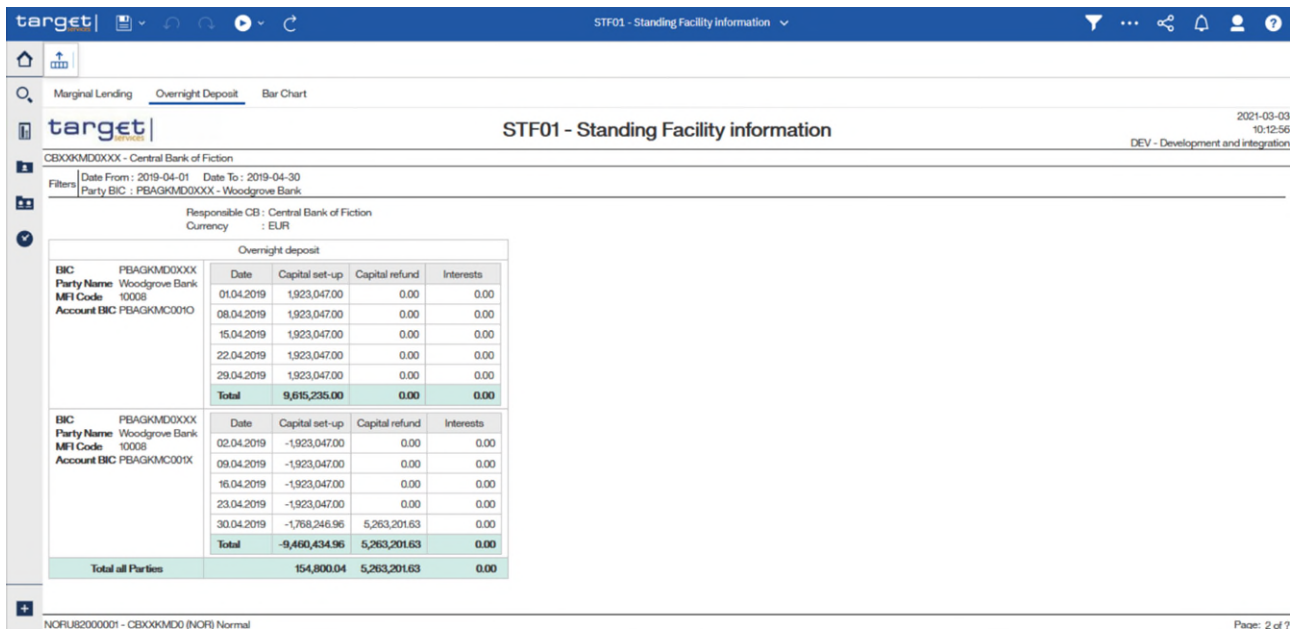 target|
services
STF01 - Standing Facility information
Marginal Lending Overnight Deposit Bar Chart
target|
services
STF01 - Standing Facility information
2021-03-03
10:12:56
DEV - Development and integration
CBXXKMD0XXX - Central Bank of Fiction
Filters
Date From : 2019-04-01 Date To : 2019-04-30
Party BIC : PBAGKMD0XXX - Woodgrove Bank
Responsible CB : Central Bank of Fiction
Currency : EUR
Overnight deposit
BIC PBAGKMD0XXX
Party Name Woodgrove Bank
MFI Code 10008
Account BIC PBAGKMC001O
Date Capital set-up Capital refund Interests
01.04.2019 1,923,047.00 0.00 0.00
08.04.2019 1,923,047.00 0.00 0.00
15.04.2019 1,923,047.00 0.00 0.00
22.04.2019 1,923,047.00 0.00 0.00
29.04.2019 1,923,047.00 0.00 0.00
Total 9,615,235.00 0.00 0.00
BIC PBAGKMD0XXX
Party Name Woodgrove Bank
MFI Code 10008
Account BIC PBAGKMC001X
Date Capital set-up Capital refund Interests
02.04.2019 -1,923,047.00 0.00 0.00
09.04.2019 -1,923,047.00 0.00 0.00
16.04.2019 -1,923,047.00 0.00 0.00
23.04.2019 -1,923,047.00 0.00 0.00
30.04.2019 -1,768,246.96 5,263,201.63 0.00
Total -9,460,434.96 5,263,201.63 0.00
Total all Parties 154,800.04 5,263,201.63 0.00
NORU82000001 - CBXXKMD0 (NOR) Normal
Page: 2 of ?